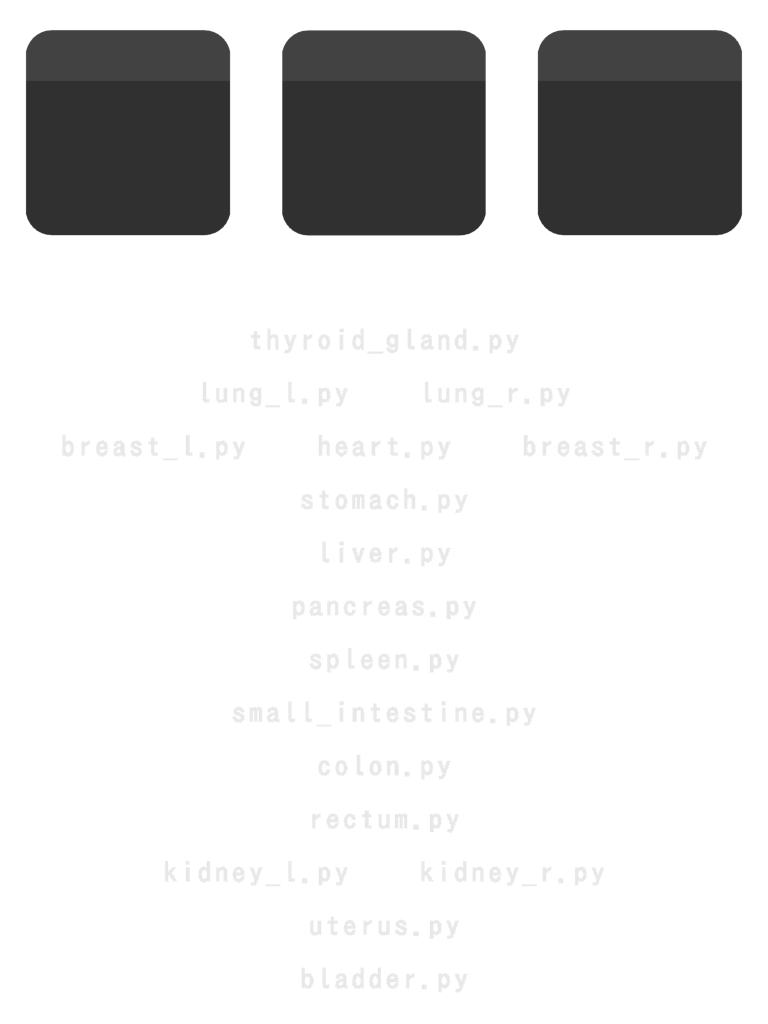 thyroid_gland.py
lung_l.py lung_r.py
breast_l.py heart.py breast_r.py
stomach.py
liver.py
pancreas.py
spleen.py
small_intestine.py
colon.py
rectum.py
kidney_l.py kidney_r.py
uterus.py
bladder.py